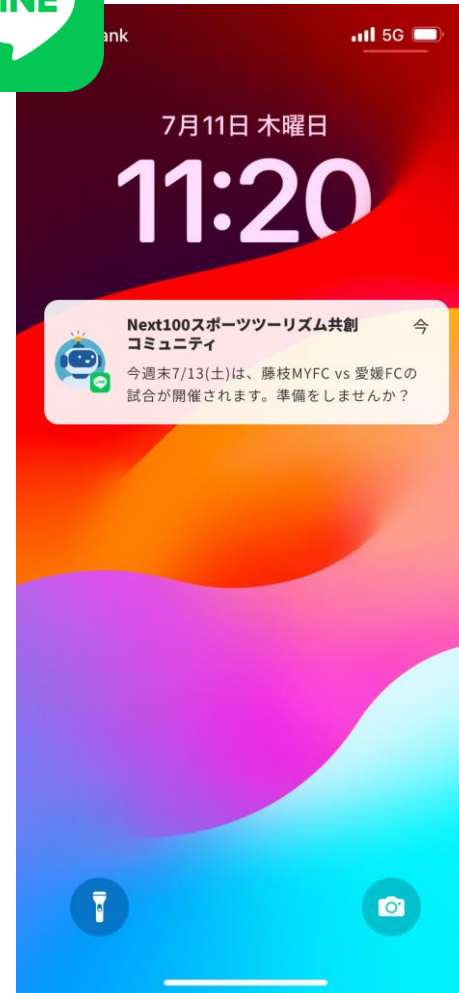 ank
5G
7月11日 木曜日
11:20
Next100スポーツツーリズム共創
コミュニティ
今
今週末7/13(土)は、藤枝MYFC vs 愛媛FCの
試合が開催されます。準備をしませんか？